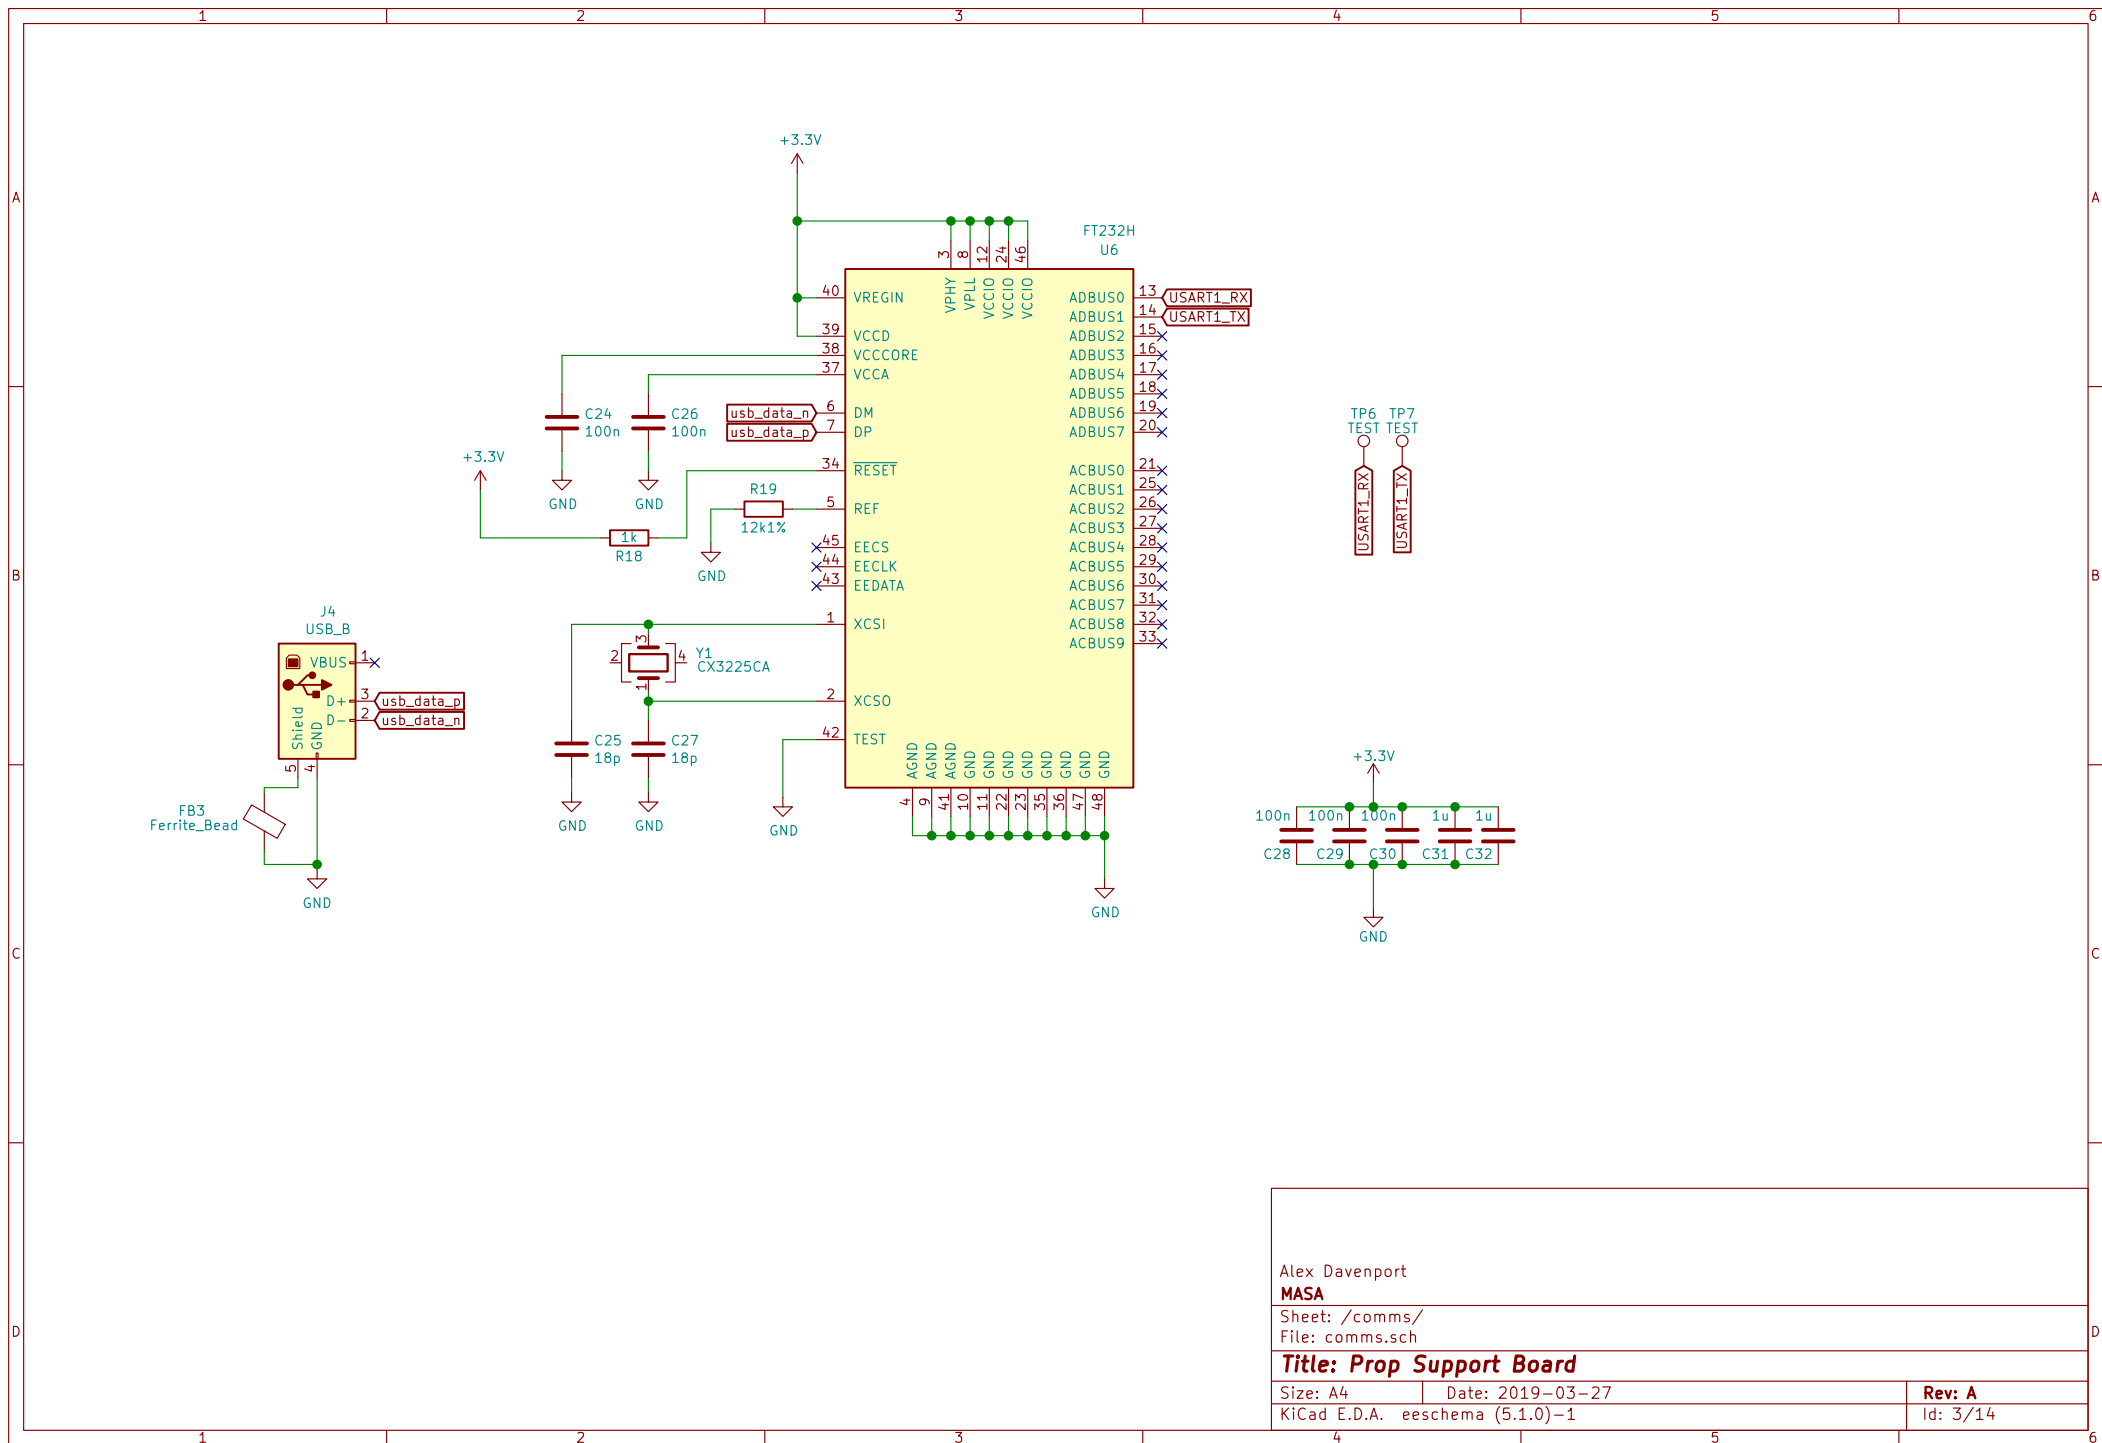 1 2 3 4 5 6
A A
B B
C C
D D
+3.3V
FT232H
U6
3 VPHY
8 VPLL
12 VCCIO
24 VCCIO
46 VCCIO
40 VREGIN
39 VCCD
38 VCCCORE
37 VCCA
usb_data_n 6 DM
usb_data_p 7 DP
34 RESET
5 REF
45 EECS
44 EECLK
43 EEDATA
1 XCSI
2 XCSO
42 TEST
ADBUS0 13 USART1_RX
ADBUS1 14 USART1_TX
ADBUS2 15
ADBUS3 16
ADBUS4 17
ADBUS5 18
ADBUS6 19
ADBUS7 20
ACBUS0 21
ACBUS1 25
ACBUS2 26
ACBUS3 27
ACBUS4 28
ACBUS5 29
ACBUS6 30
ACBUS7 31
ACBUS8 32
ACBUS9 33
AGND 4
AGND 9
AGND 41
GND 10
GND 11
GND 22
GND 23
GND 35
GND 36
GND 47
GND 48
GND
C24
100n
GND
C26
100n
GND
+3.3V
1k
R18
R19
12k1%
GND
Y1
CX3225CA
1 2 3 4
C25
18p
GND
C27
18p
GND
GND
J4
USB_B
VBUS 1
D+ 3 usb_data_p
D- 2 usb_data_n
Shield 5
GND 4
FB3
Ferrite_Bead
GND
TP6 TP7
TEST TEST
USART1_RX USART1_TX
+3.3V
100n 100n 100n 1u 1u
C28 C29 C30 C31 C32
GND
Alex Davenport
MASA
Sheet: /comms/
File: comms.sch
Title: Prop Support Board
Size: A4 Date: 2019-03-27 Rev: A
KiCad E.D.A. eeschema (5.1.0)-1 Id: 3/14
1 2 3 4 5 6